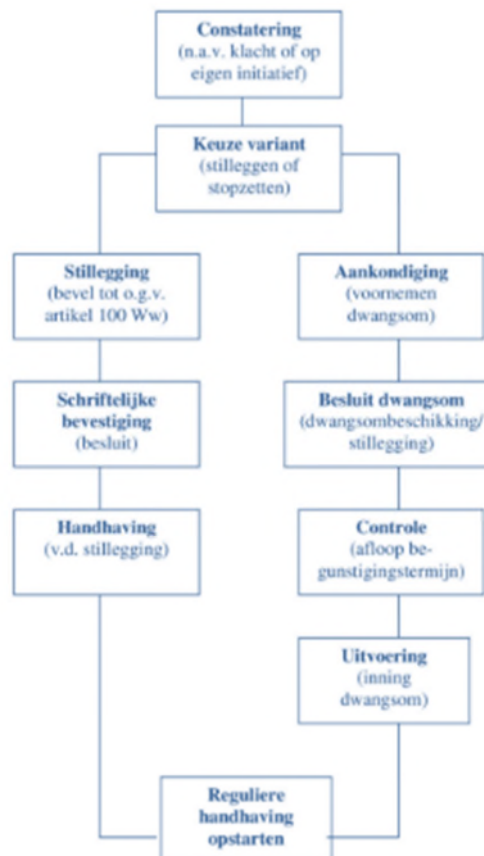 Constatering
(n.a.v. klacht of op
eigen initiatief)
Keuze variant
(stilleggen of
stopzetten)
Stillegging
(bevel tot o.g.v.
artikel 100 Ww)
Schriftelijke
bevestiging
(besluit)
Handhaving
(v.d. stillegging)
Aankondiging
(voornemen
dwangsom)
Besluit dwangsom
(dwangsombeschikking/
stillegging)
Controle
(afloop be-
gunstigingstermijn)
Uitvoering
(inning
dwangsom)
Reguliere
handhaving
opstarten